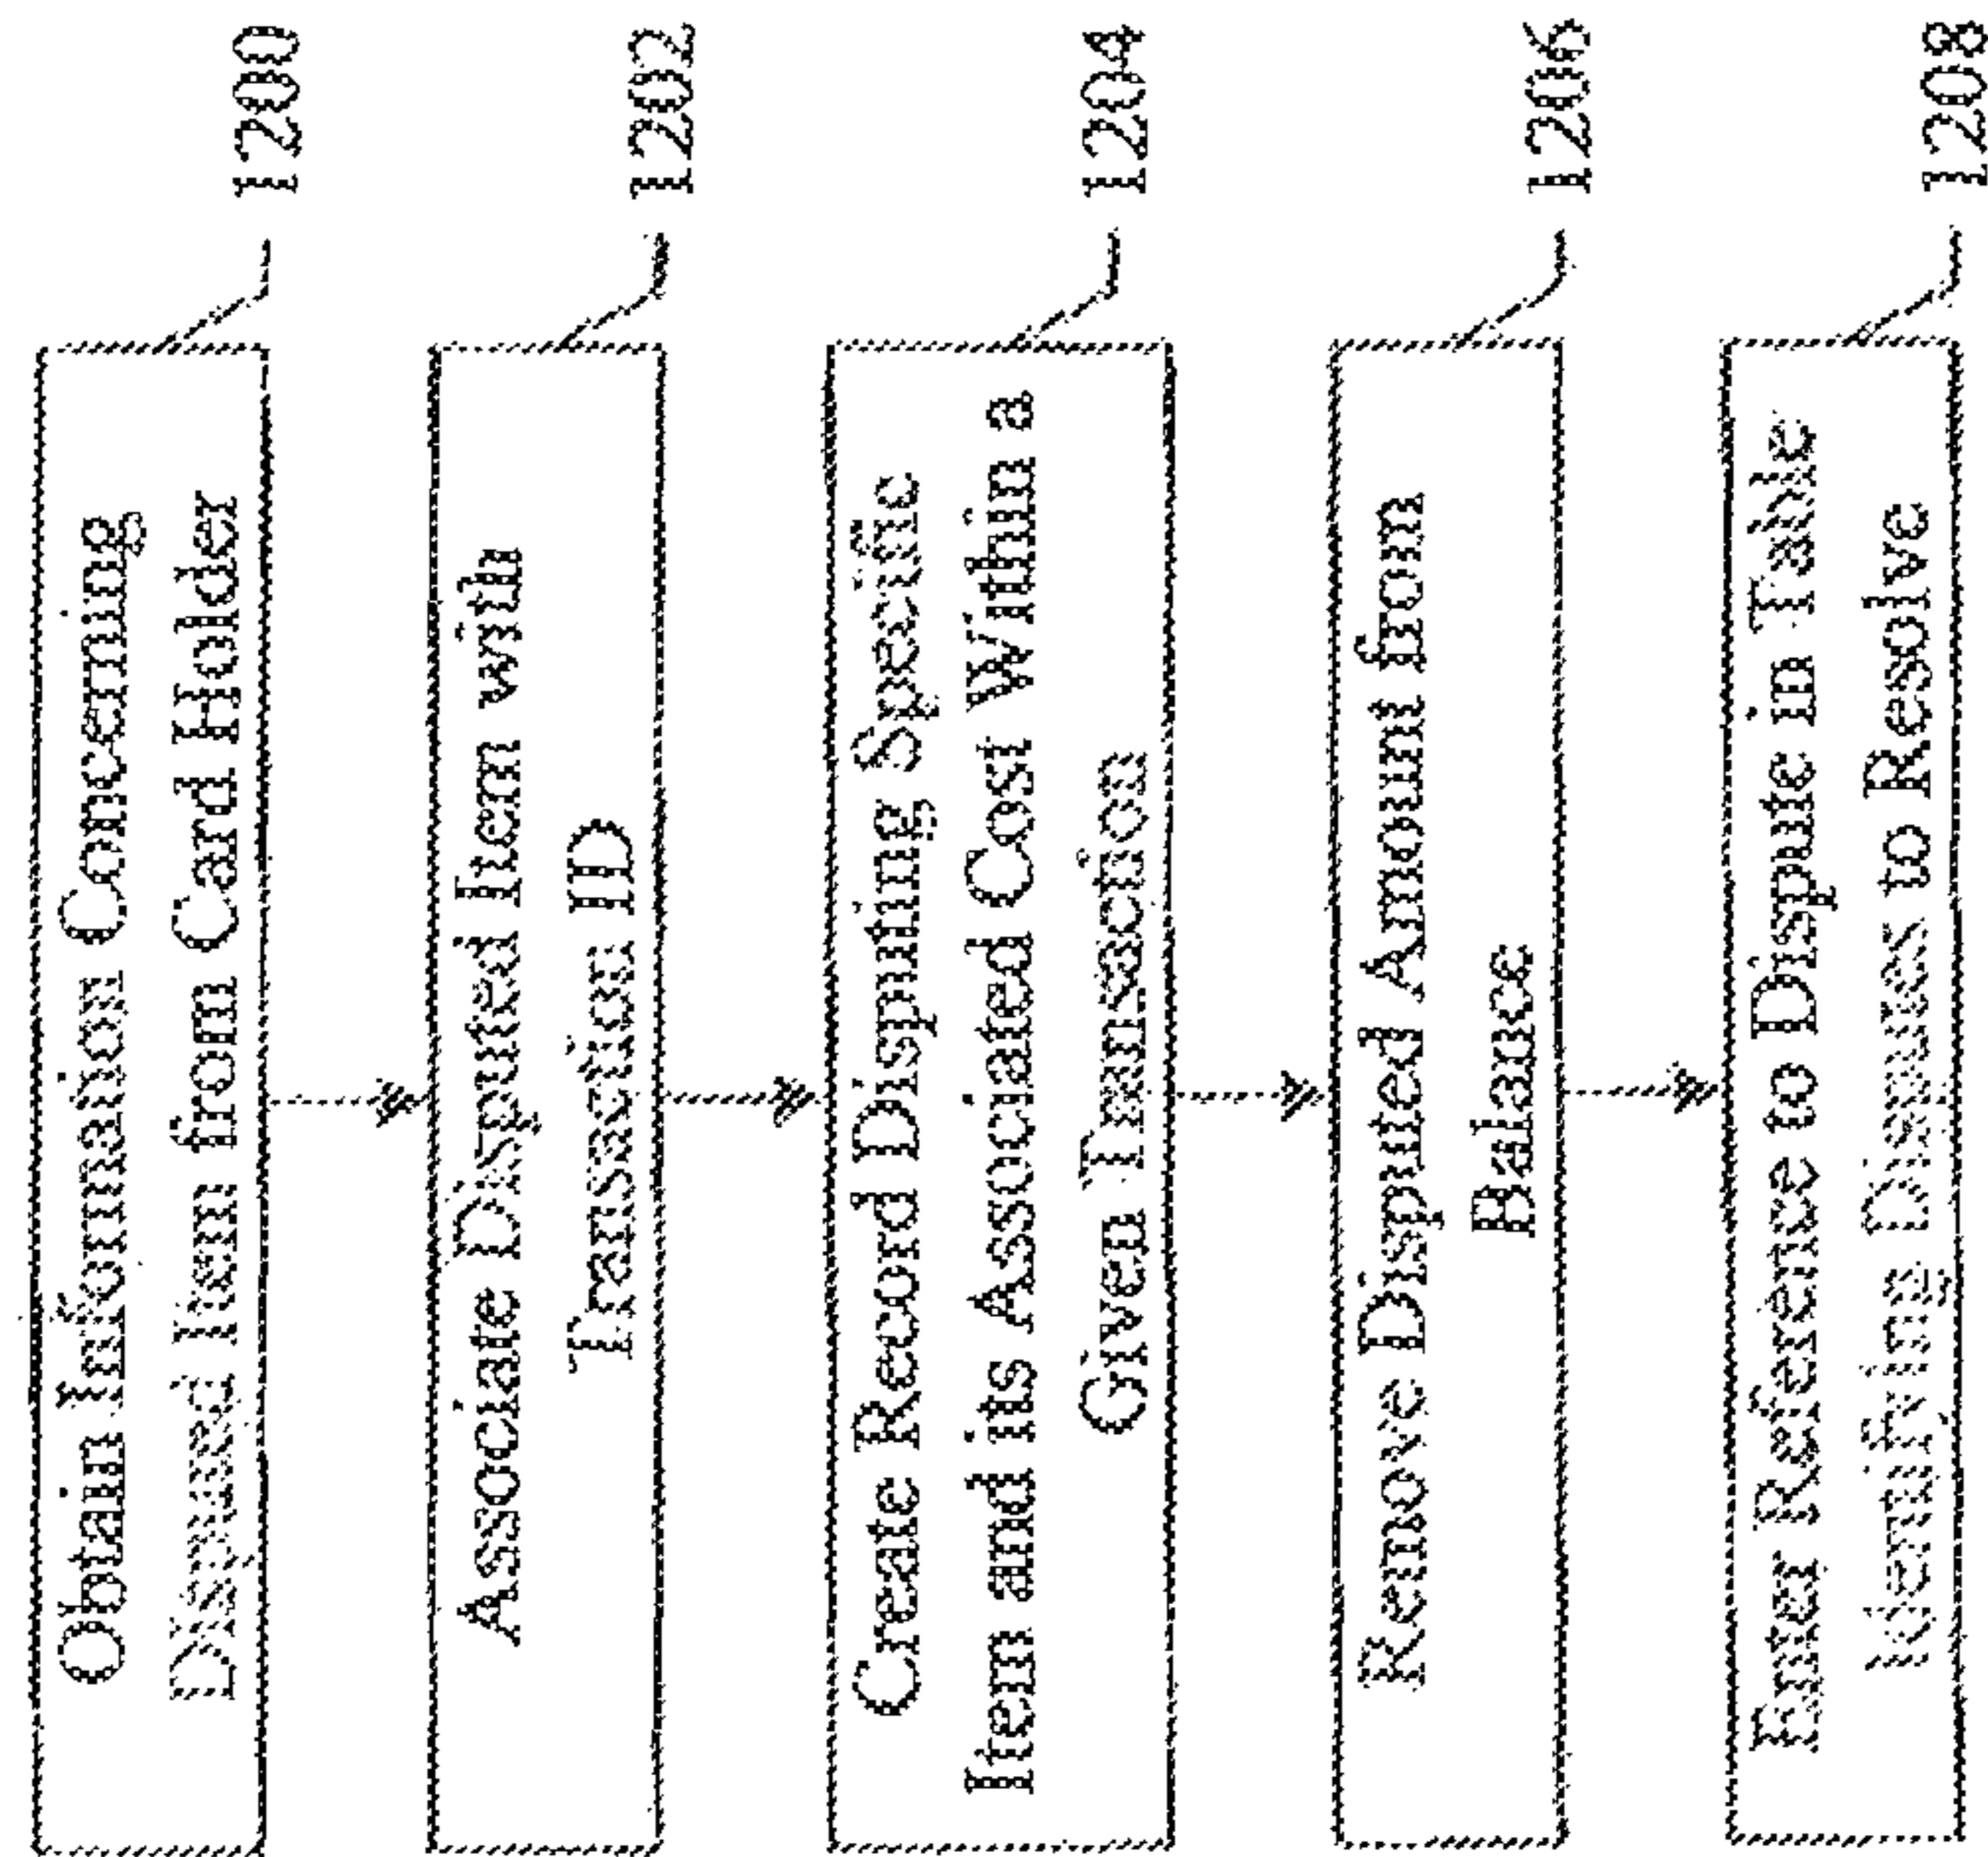 Obtain Information Concerning
Disputed Item from Card Holder
1200
Associate Disputed Item with
Transaction ID
1202
Create Record Disputing Specific
Item and its Associated Cost Within a
Given Transaction
1204
Remove Disputed Amount from
Balance
1206
Enter Reference to Dispute in Table
Identifying Disputes to Resolve
1208